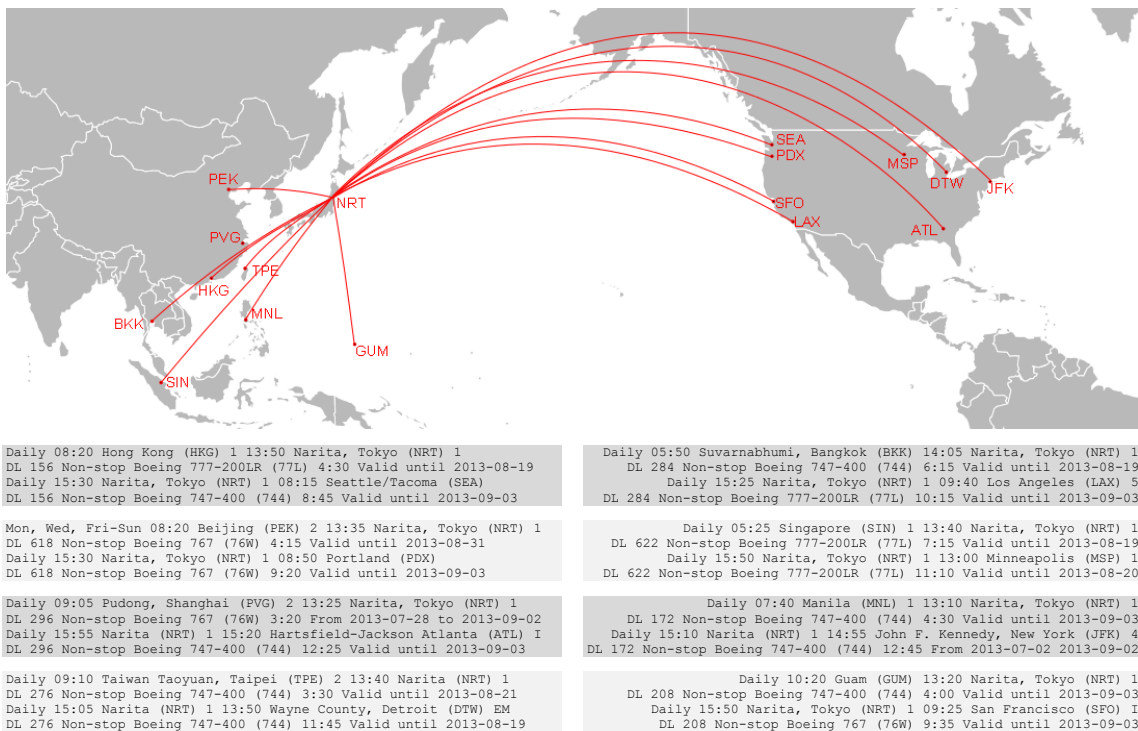 SEA
PDX
MSP
DTW
JFK
PEK
NRT
SFO
LAX
ATL
PVG
TPE
HKG
MNL
BKK
GUM
SIN
Daily 08:20 Hong Kong (HKG) 1 13:50 Narita, Tokyo (NRT) 1
DL 156 Non-stop Boeing 777-200LR (77L) 4:30 Valid until 2013-08-19
Daily 15:30 Narita, Tokyo (NRT) 1 08:15 Seattle/Tacoma (SEA)
DL 156 Non-stop Boeing 747-400 (744) 8:45 Valid until 2013-09-03
Mon, Wed, Fri-Sun 08:20 Beijing (PEK) 2 13:35 Narita, Tokyo (NRT) 1
DL 618 Non-stop Boeing 767 (76W) 4:15 Valid until 2013-08-31
Daily 15:30 Narita, Tokyo (NRT) 1 08:50 Portland (PDX)
DL 618 Non-stop Boeing 767 (76W) 9:20 Valid until 2013-09-03
Daily 09:05 Pudong, Shanghai (PVG) 2 13:25 Narita, Tokyo (NRT) 1
DL 296 Non-stop Boeing 767 (76W) 3:20 From 2013-07-28 to 2013-09-02
Daily 15:55 Narita (NRT) 1 15:20 Hartsfield-Jackson Atlanta (ATL) I
DL 296 Non-stop Boeing 747-400 (744) 12:25 Valid until 2013-09-03
Daily 09:10 Taiwan Taoyuan, Taipei (TPE) 2 13:40 Narita (NRT) 1
DL 276 Non-stop Boeing 747-400 (744) 3:30 Valid until 2013-08-21
Daily 15:05 Narita (NRT) 1 13:50 Wayne County, Detroit (DTW) EM
DL 276 Non-stop Boeing 747-400 (744) 11:45 Valid until 2013-08-19
Daily 05:50 Suvarnabhumi, Bangkok (BKK) 14:05 Narita, Tokyo (NRT) 1
DL 284 Non-stop Boeing 747-400 (744) 6:15 Valid until 2013-08-19
Daily 15:25 Narita, Tokyo (NRT) 1 09:40 Los Angeles (LAX) 5
DL 284 Non-stop Boeing 777-200LR (77L) 10:15 Valid until 2013-09-03
Daily 05:25 Singapore (SIN) 1 13:40 Narita, Tokyo (NRT) 1
DL 622 Non-stop Boeing 777-200LR (77L) 7:15 Valid until 2013-08-19
Daily 15:50 Narita, Tokyo (NRT) 1 13:00 Minneapolis (MSP) 1
DL 622 Non-stop Boeing 777-200LR (77L) 11:10 Valid until 2013-08-20
Daily 07:40 Manila (MNL) 1 13:10 Narita, Tokyo (NRT) 1
DL 172 Non-stop Boeing 747-400 (744) 4:30 Valid until 2013-09-03
Daily 15:10 Narita (NRT) 1 14:55 John F. Kennedy, New York (JFK) 4
DL 172 Non-stop Boeing 747-400 (744) 12:45 From 2013-07-02 2013-09-02
Daily 10:20 Guam (GUM) 13:20 Narita, Tokyo (NRT) 1
DL 208 Non-stop Boeing 747-400 (744) 4:00 Valid until 2013-09-03
Daily 15:50 Narita, Tokyo (NRT) 1 09:25 San Francisco (SFO) I
DL 208 Non-stop Boeing 767 (76W) 9:35 Valid until 2013-09-03